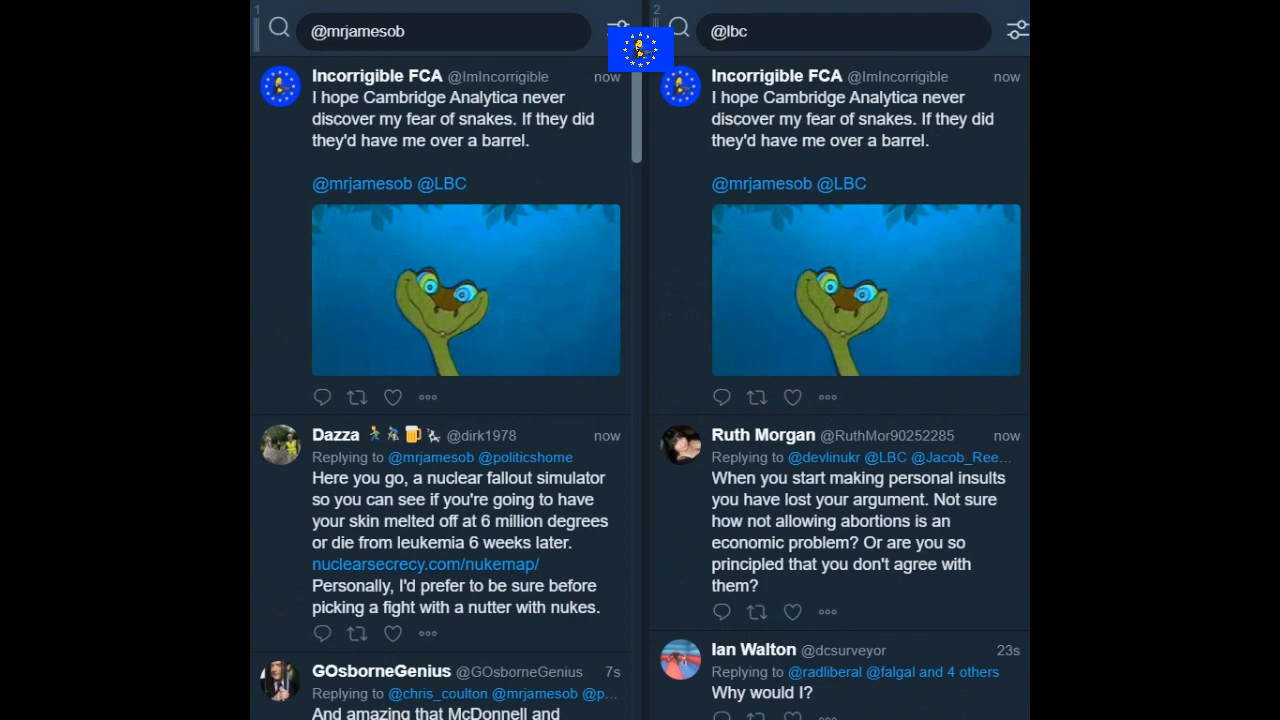 1
@mrjamesob
Incorrigible FCA @ImIncorrigible now
I hope Cambridge Analytica never
discover my fear of snakes. If they did
they'd have me over a barrel.
@mrjamesob @LBC
Dazza @dirk1978 now
Replying to @mrjamesob @politicshome
Here you go, a nuclear fallout simulator
so you can see if you're going to have
your skin melted off at 6 million degrees
or die from leukemia 6 weeks later.
nuclearsecrecy.com/nukemap/
Personally, I'd prefer to be sure before
picking a fight with a nutter with nukes.
GOsborneGenius @GOsborneGenius 7s
Replying to @chris_coulton @mrjamesob @p...
And amazing that McDonnell and
2
@lbc
Incorrigible FCA @ImIncorrigible now
I hope Cambridge Analytica never
discover my fear of snakes. If they did
they'd have me over a barrel.
@mrjamesob @LBC
Ruth Morgan @RuthMor90252285 now
Replying to @devlinukr @LBC @Jacob_Ree...
When you start making personal insults
you have lost your argument. Not sure
how not allowing abortions is an
economic problem? Or are you so
principled that you don't agree with
them?
Ian Walton @dcsurveyor 23s
Replying to @radliberal @falgal and 4 others
Why would I?